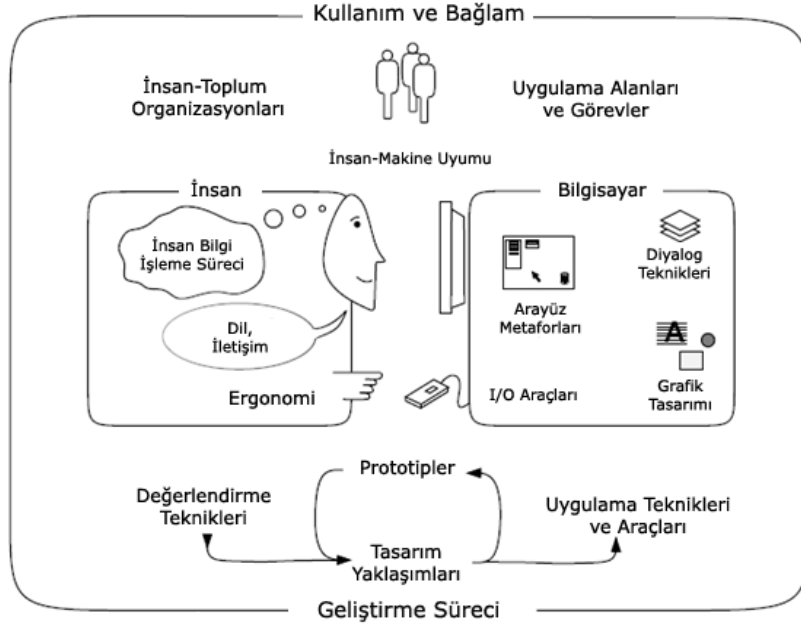 Kullanım ve Bağlam
İnsan-Toplum
Organizasyonları
Uygulama Alanları
ve Görevler
İnsan-Makine Uyumu
İnsan
İnsan Bilgi
İşleme Süreci
Dil,
İletişim
Ergonomi
Bilgisayar
Diyalog
Teknikleri
Arayüz
Metaforları
A
I/O Araçları
Grafik
Tasarımı
Prototipler
Değerlendirme
Teknikleri
Uygulama Teknikleri
ve Araçları
Tasarım
Yaklaşımları
Geliştirme Süreci